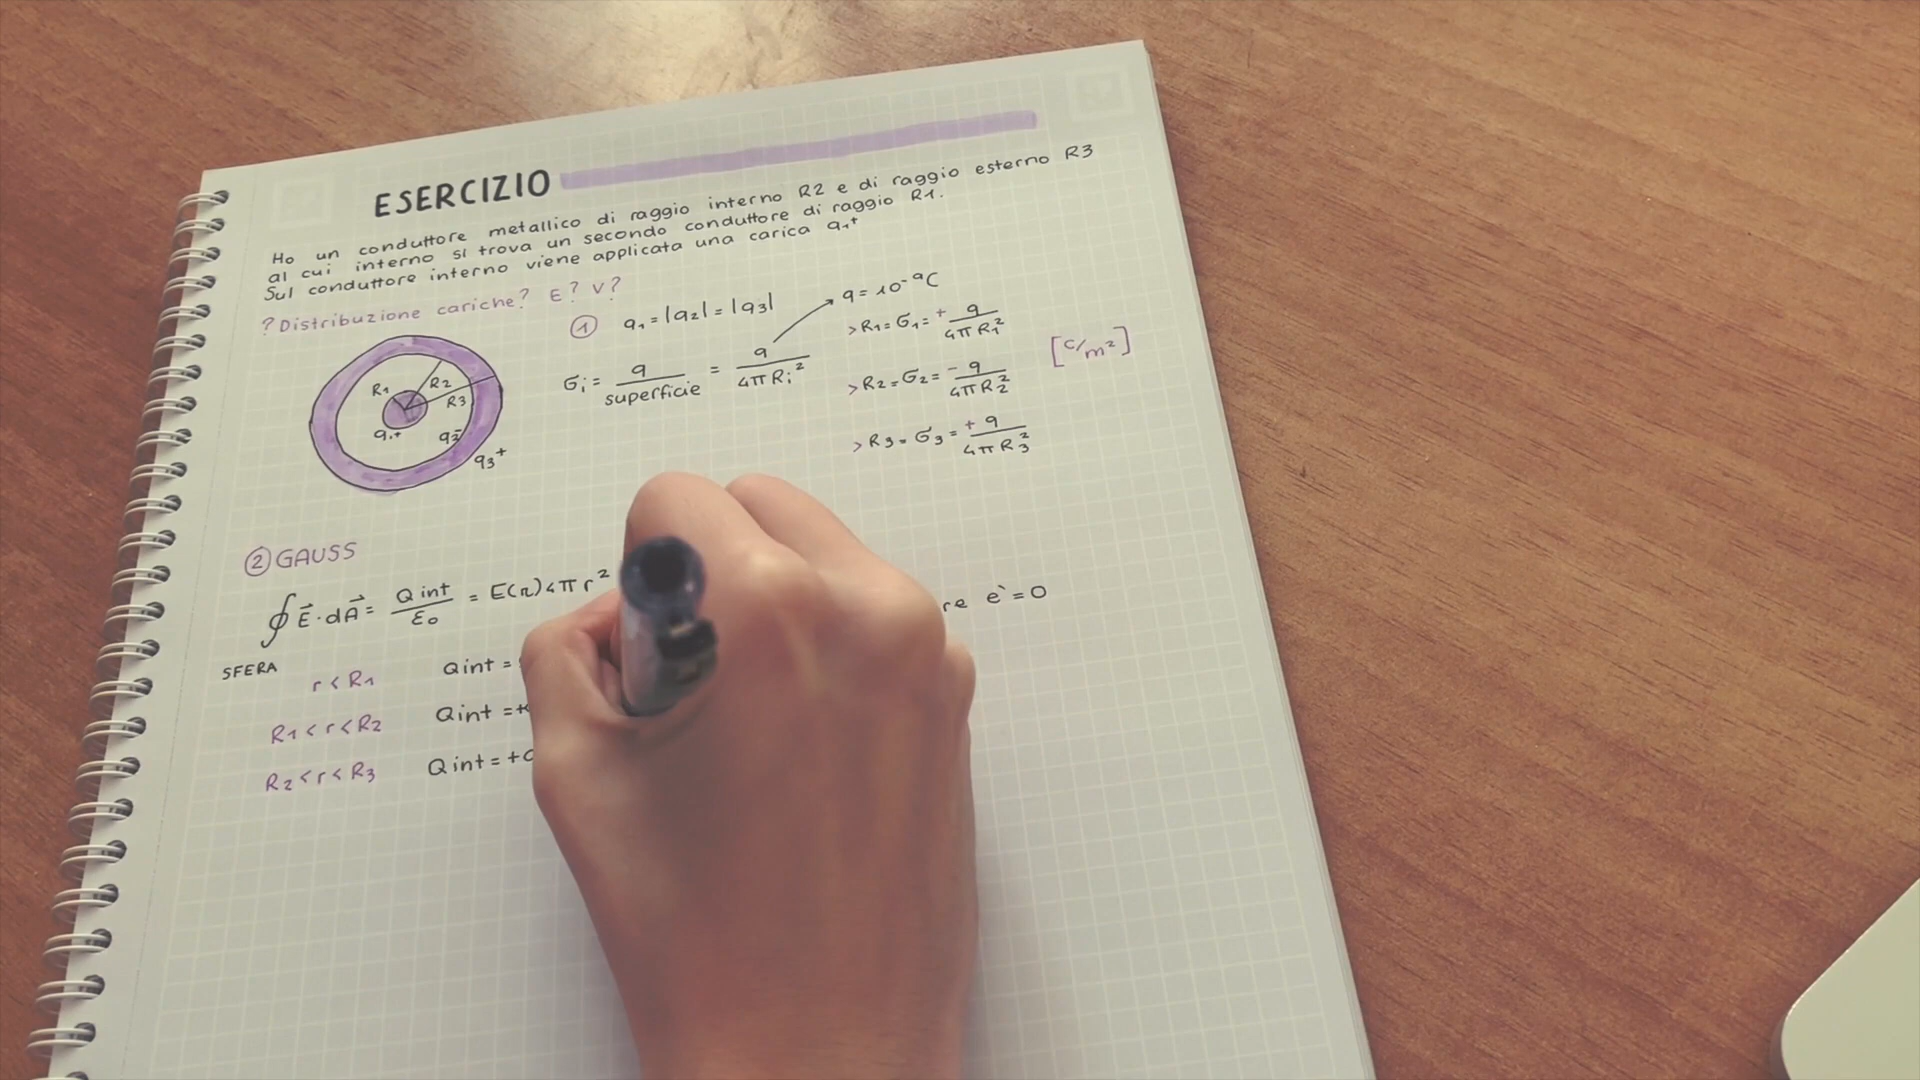 ESERCIZIO
Ho un conduttore metallico di raggio interno R2 e di raggio esterno R3
al cui interno si trova un secondo conduttore di raggio R1.
Sul conduttore interno viene applicata una carica q1+
? Distribuzione cariche? E? V?
R1 R2 R3
q1+ q2- q3+
① q1 = |q2| = |q3|
q = 10⁻⁹C
σi = q/superficie = q/4πRi²
> R1 = σ1 = + q/4πR1²
> R2 = σ2 = - q/4πR2²
> R3 = σ3 = + q/4πR3²
[C/m²]
② GAUSS
∮ E⃗ · dA⃗ = Qint/ε0 = E(r)4πr²
è = 0
SFERA
r < R1 Qint =
R1 < r < R2 Qint = +
R2 < r < R3 Qint = +